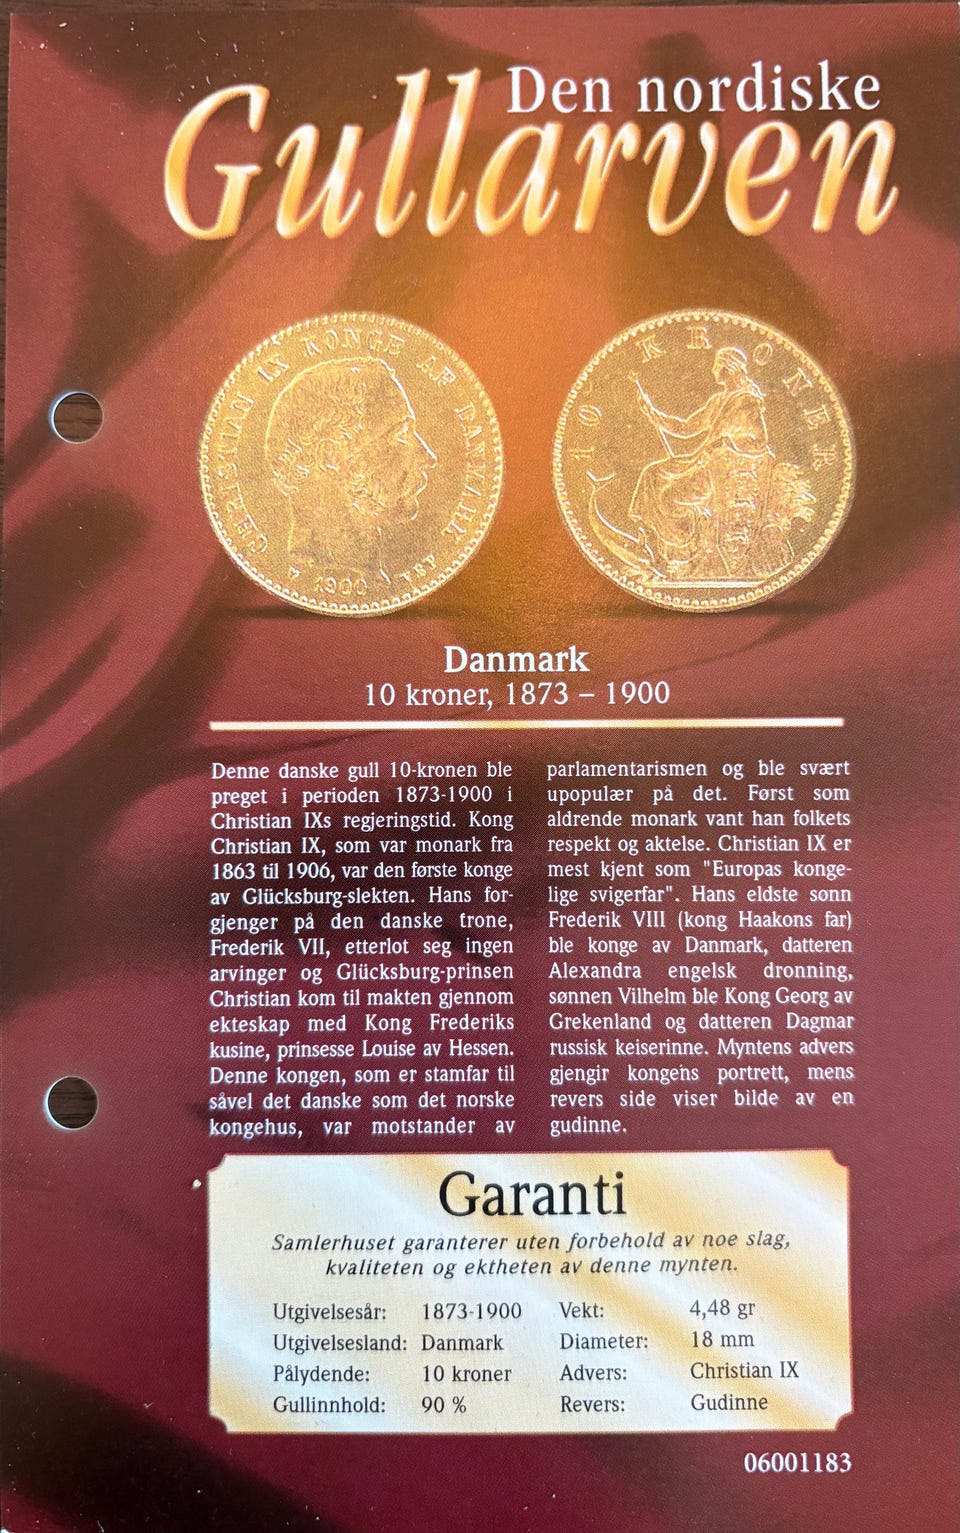 Den nordiske
Gullarven
CHRISTIAN IX KONGE AF DANMARK
1900 VBP
10 KRONER
Danmark
10 kroner, 1873 – 1900
Denne danske gull 10-kronen ble
preget i perioden 1873-1900 i
Christian IXs regjeringstid. Kong
Christian IX, som var monark fra
1863 til 1906, var den første konge
av Glücksburg-slekten. Hans for-
gjenger på den danske trone,
Frederik VII, etterlot seg ingen
arvinger og Glücksburg-prinsen
Christian kom til makten gjennom
ekteskap med Kong Frederiks
kusine, prinsesse Louise av Hessen.
Denne kongen, som er stamfar til
såvel det danske som det norske
kongehus, var motstander av
parlamentarismen og ble svært
upopulær på det. Først som
aldrende monark vant han folkets
respekt og aktelse. Christian IX er
mest kjent som "Europas konge-
lige svigerfar". Hans eldste sønn
Frederik VIII (kong Haakons far)
ble konge av Danmark, datteren
Alexandra engelsk dronning,
sønnen Vilhelm ble Kong Georg av
Grekenland og datteren Dagmar
russisk keiserinne. Myntens advers
gjengir kongens portrett, mens
revers side viser bilde av en
gudinne.
Garanti
Samlerhuset garanterer uten forbehold av noe slag,
kvaliteten og ektheten av denne mynten.
Utgivelsesår: 1873-1900 Vekt: 4,48 gr
Utgivelsesland: Danmark Diameter: 18 mm
Pålydende: 10 kroner Advers: Christian IX
Gullinnhold: 90 % Revers: Gudinne
06001183